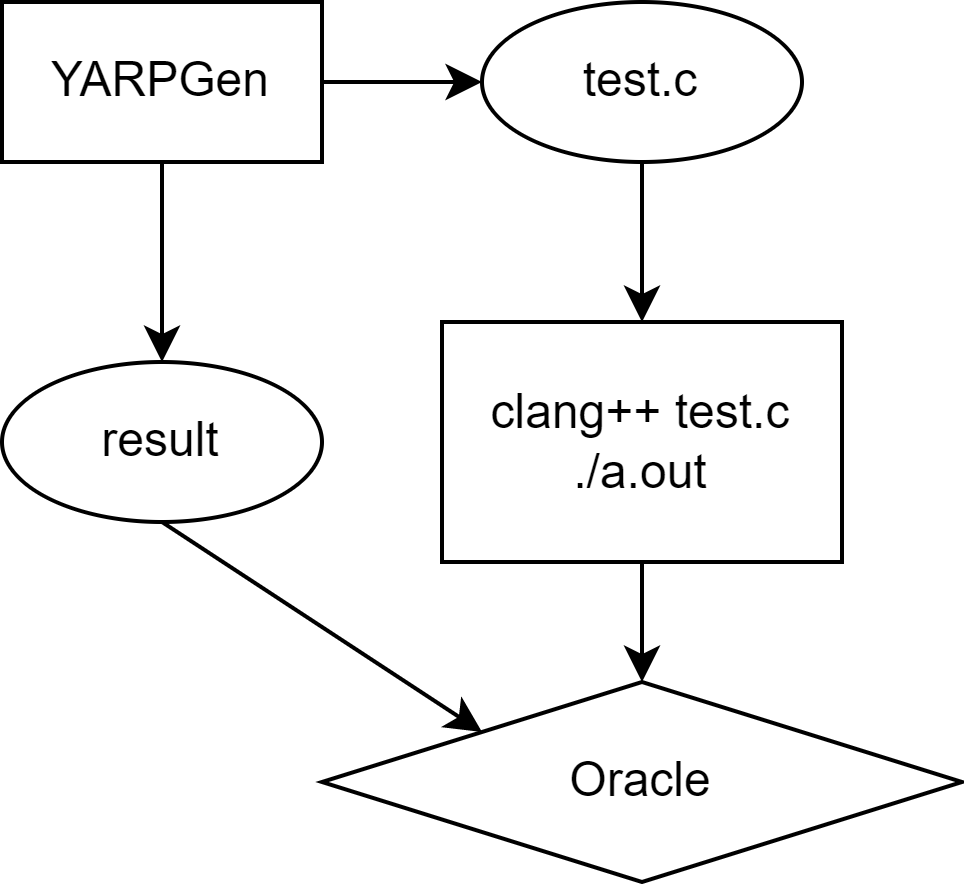 YARPGen
test.c
result
clang++ test.c
./a.out
Oracle